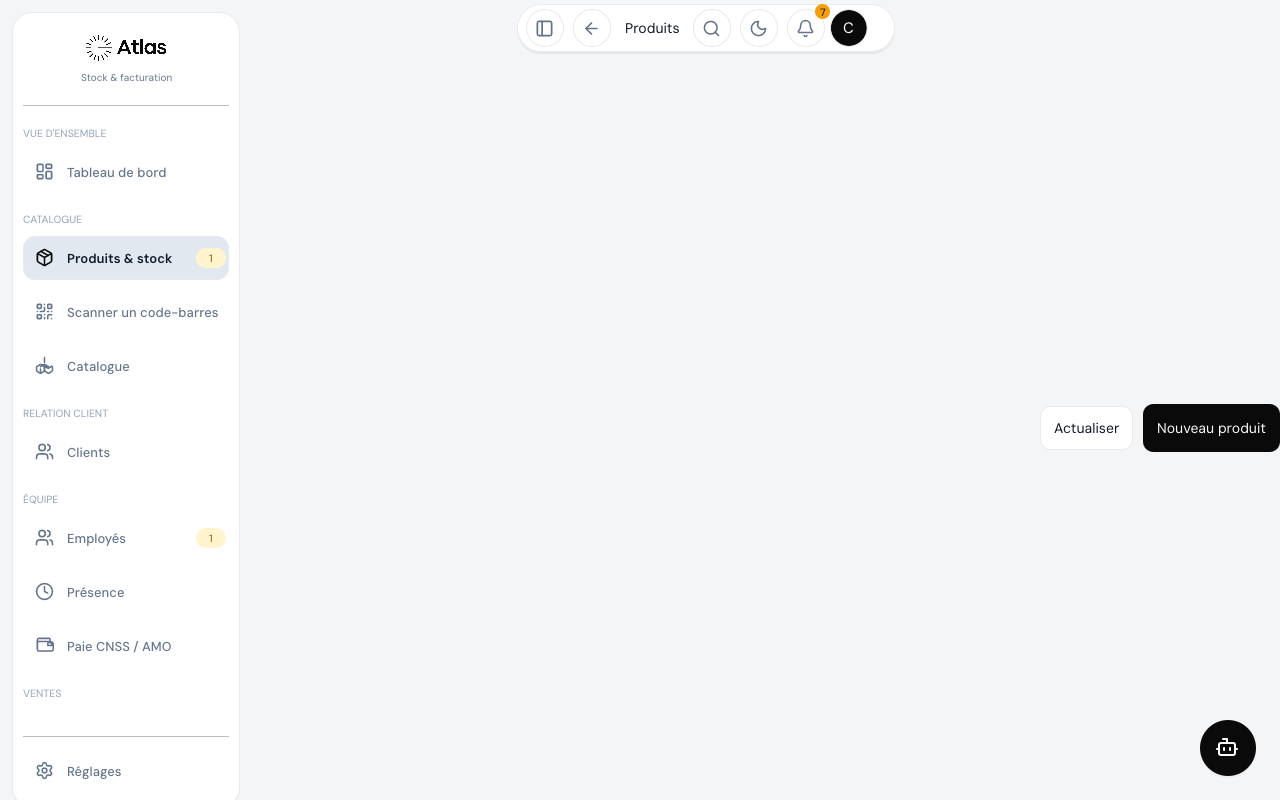 Atlas
Stock & facturation
VUE D'ENSEMBLE
Tableau de bord
CATALOGUE
Produits & stock 1
Scanner un code-barres
Catalogue
RELATION CLIENT
Clients
ÉQUIPE
Employés 1
Présence
Paie CNSS / AMO
VENTES
Réglages
Produits
7
C
Actualiser
Nouveau produit